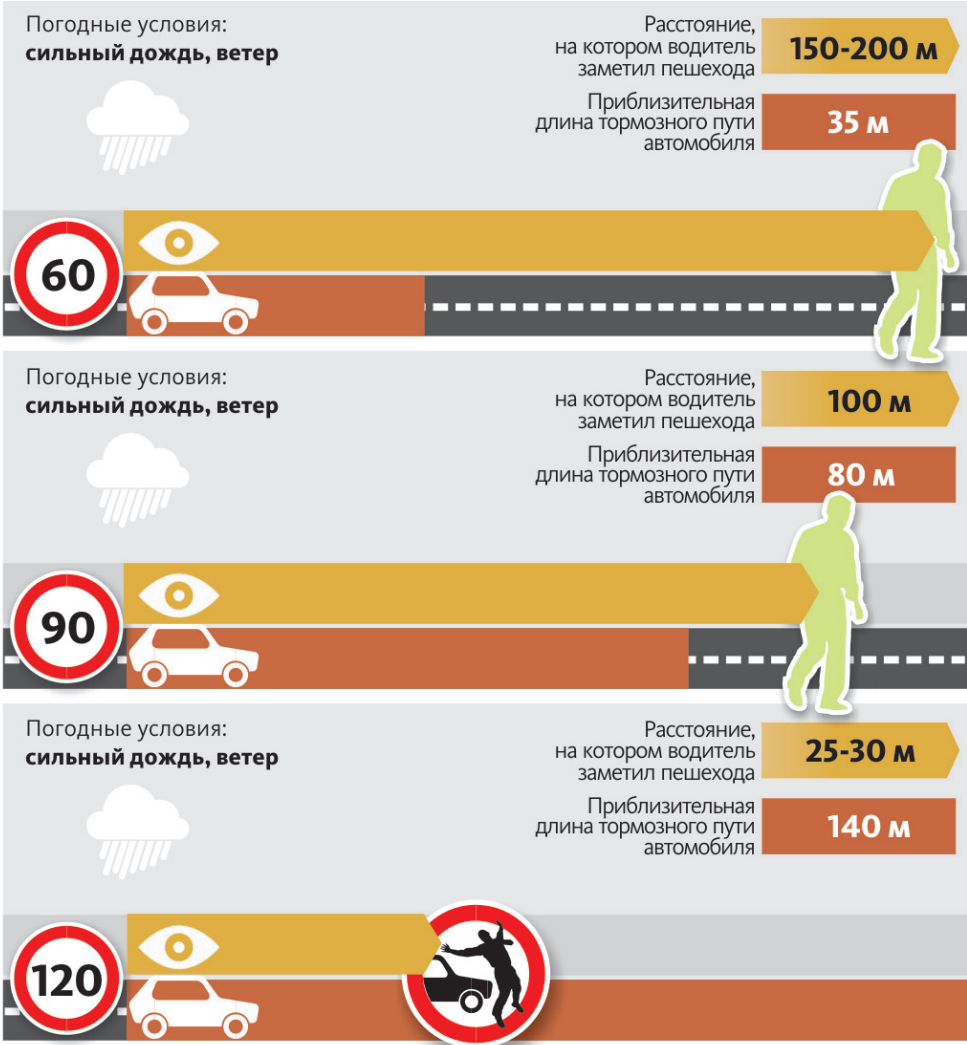 Погодные условия:
сильный дождь, ветер
Расстояние,
на котором водитель
заметил пешехода
150-200 м
Приблизительная
длина тормозного пути
автомобиля
35 м
60
Погодные условия:
сильный дождь, ветер
Расстояние,
на котором водитель
заметил пешехода
100 м
Приблизительная
длина тормозного пути
автомобиля
80 м
90
Погодные условия:
сильный дождь, ветер
Расстояние,
на котором водитель
заметил пешехода
25-30 м
Приблизительная
длина тормозного пути
автомобиля
140 м
120